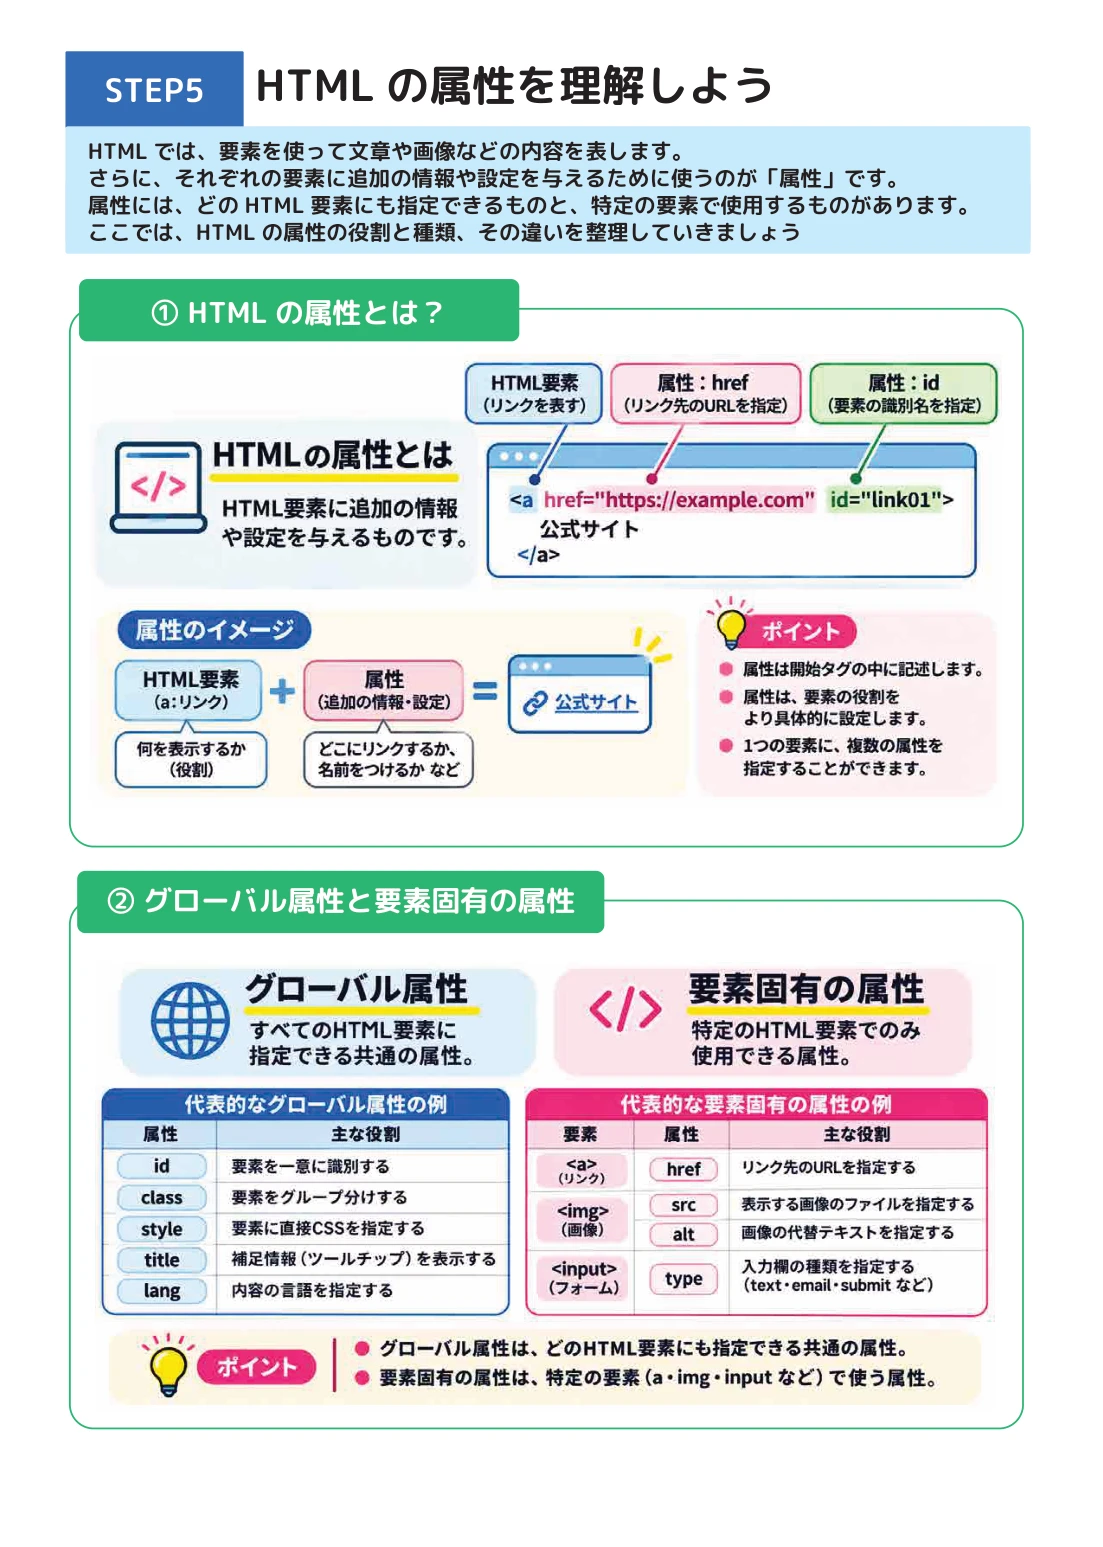 STEP5
HTML の属性を理解しよう
HTML では、要素を使って文章や画像などの内容を表します。
さらに、それぞれの要素に追加の情報や設定を与えるために使うのが「属性」です。
属性には、どの HTML 要素にも指定できるものと、特定の要素で使用するものがあります。
ここでは、HTML の属性の役割と種類、その違いを整理していきましょう
① HTML の属性とは？
HTML要素
（リンクを表す）
属性：href
（リンク先のURLを指定）
属性：id
（要素の識別名を指定）
</>
HTMLの属性とは
HTML要素に追加の情報
や設定を与えるものです。
<a href="https://example.com" id="link01">
公式サイト
</a>
属性のイメージ
HTML要素
（a：リンク）
+
属性
（追加の情報・設定）
=
公式サイト
何を表示するか
（役割）
どこにリンクするか、
名前をつけるか など
ポイント
● 属性は開始タグの中に記述します。
● 属性は、要素の役割を
より具体的に設定します。
● 1つの要素に、複数の属性を
指定することができます。
② グローバル属性と要素固有の属性
グローバル属性
すべてのHTML要素に
指定できる共通の属性。
</>
要素固有の属性
特定のHTML要素でのみ
使用できる属性。
代表的なグローバル属性の例
属性 主な役割
id 要素を一意に識別する
class 要素をグループ分けする
style 要素に直接CSSを指定する
title 補足情報（ツールチップ）を表示する
lang 内容の言語を指定する
代表的な要素固有の属性の例
要素 属性 主な役割
<a>
（リンク）
href リンク先のURLを指定する
<img>
（画像）
src 表示する画像のファイルを指定する
alt 画像の代替テキストを指定する
<input>
（フォーム）
type 入力欄の種類を指定する
（text・email・submit など）
ポイント
● グローバル属性は、どのHTML要素にも指定できる共通の属性。
● 要素固有の属性は、特定の要素（a・img・input など）で使う属性。